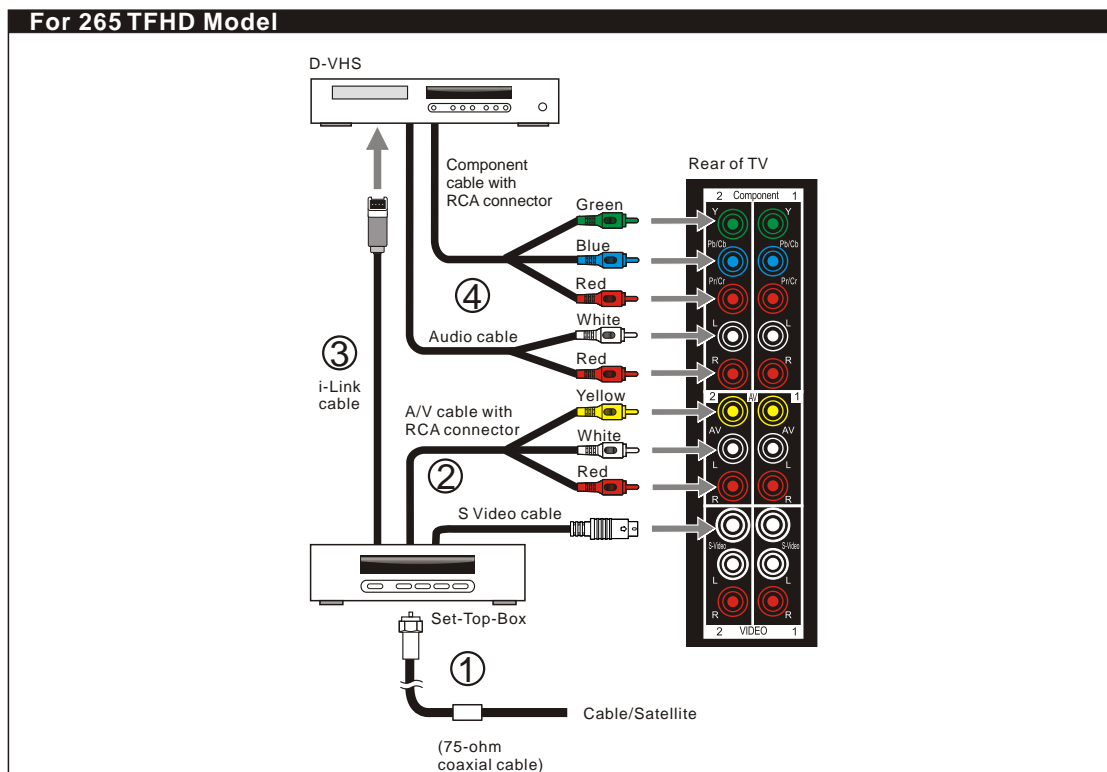 For 265 TFHD Model
D-VHS
Component
cable with
RCA connector
Rear of TV
2 Component 1
Green
Y Y
Pb/Cb Pb/Cb
Blue
Pr/Cr Pr/Cr
Red
④
White
L L
Audio cable
Red
R R
③
i-Link
cable
Yellow
2 AV 1
A/V cable with
RCA connector
AV AV
White
L L
②
Red
R R
S Video cable
S-Video S-Video
L L
R R
2 VIDEO 1
Set-Top-Box
①
Cable/Satellite
(75-ohm
coaxial cable)